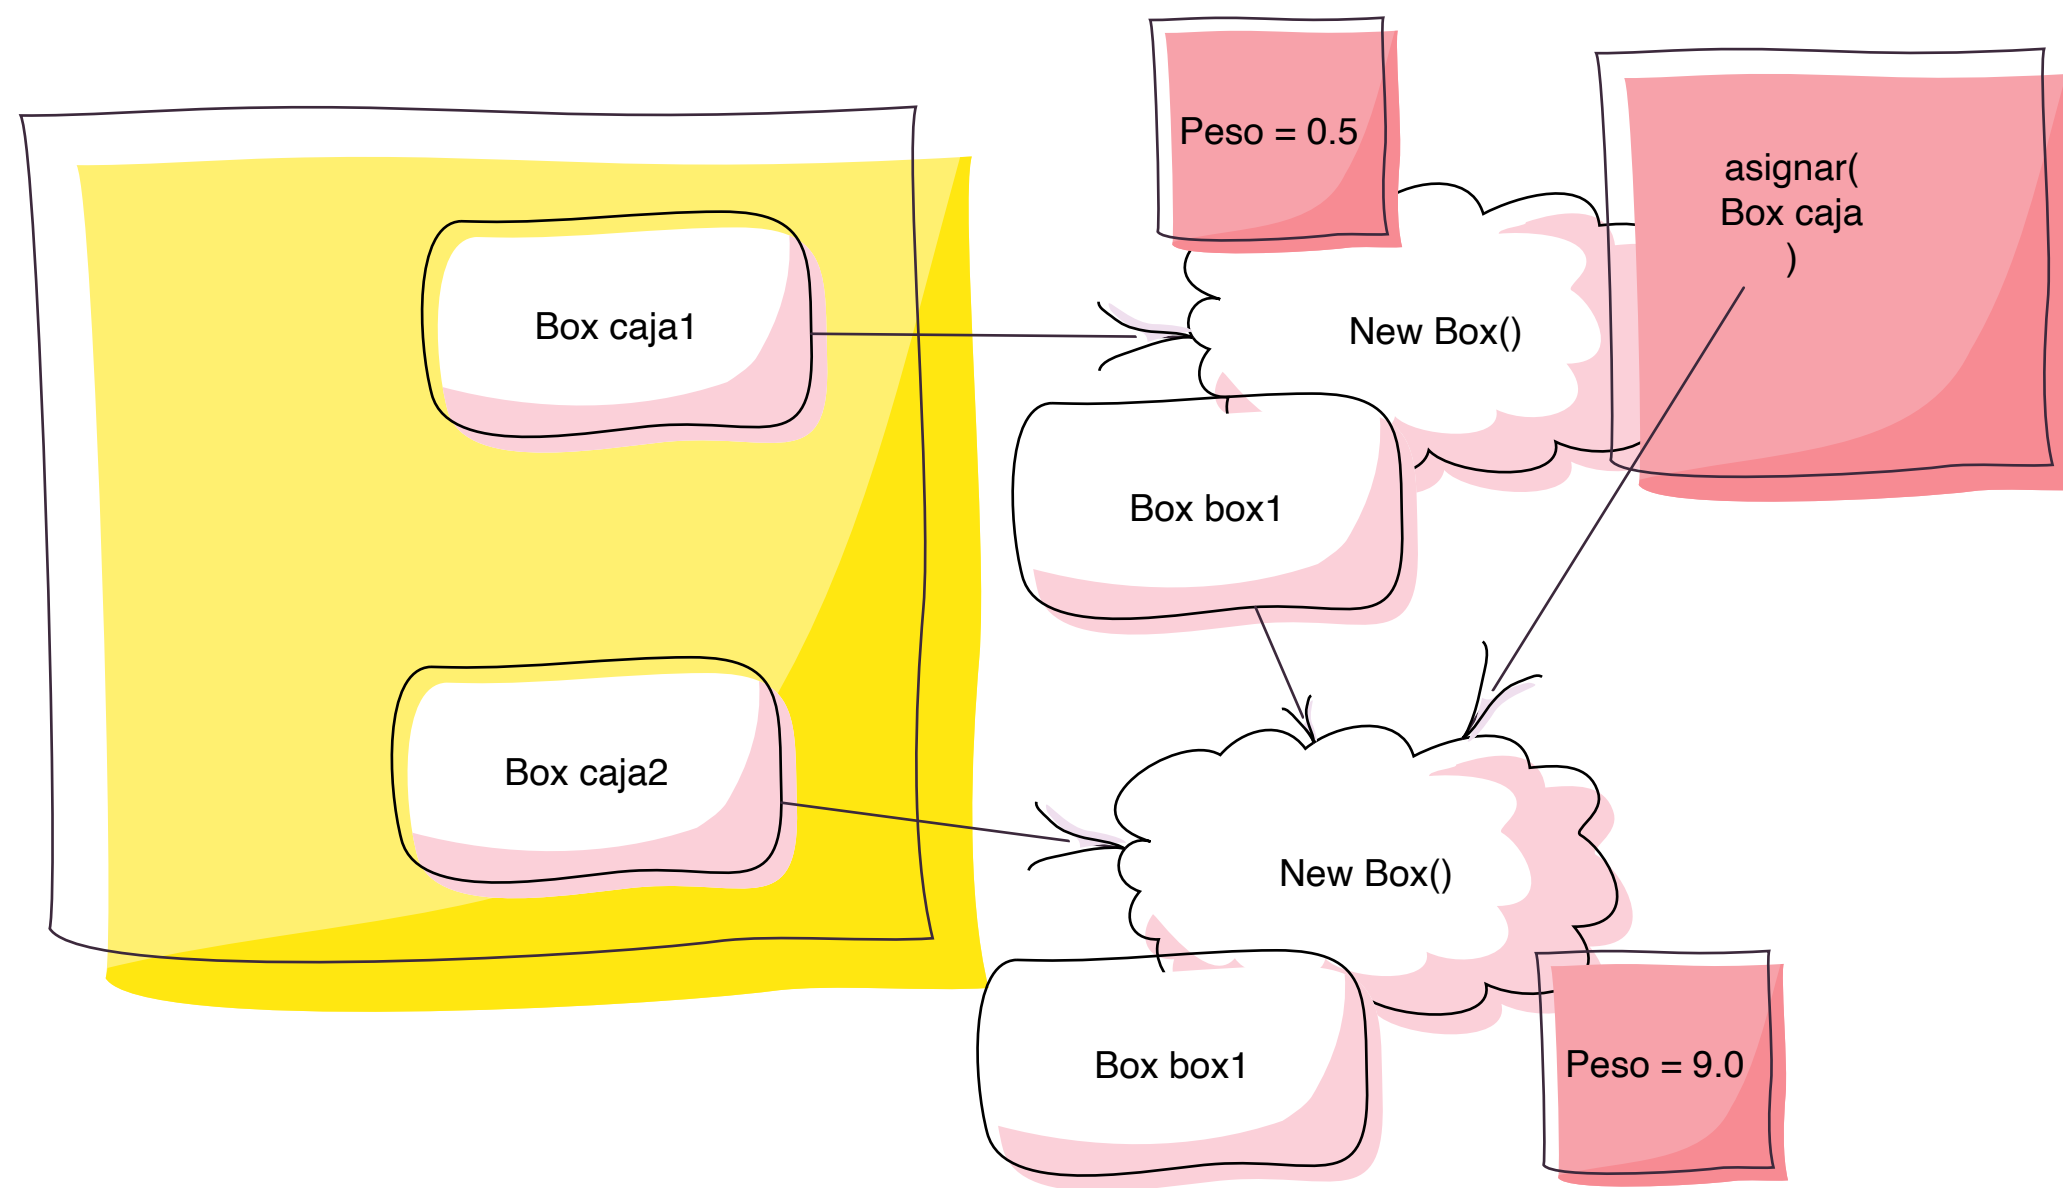 Peso = 0.5
asignar(
Box caja
)
Box caja1
New Box()
Box box1
Box caja2
New Box()
Box box1
Peso = 9.0